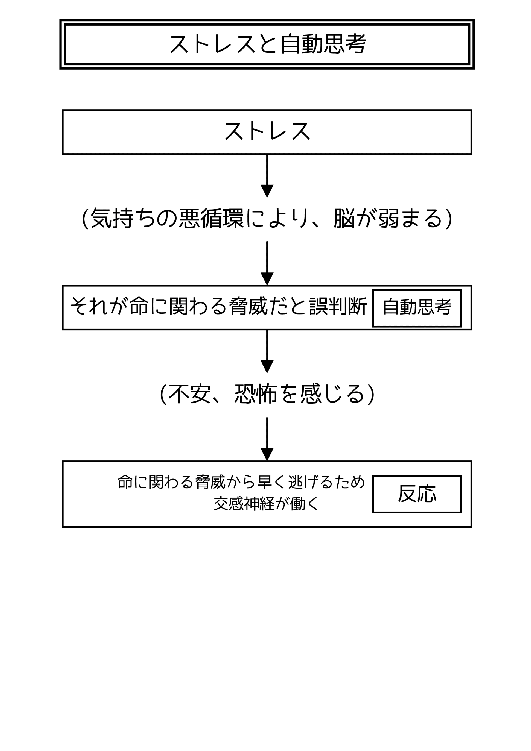 ストレスと自動思考
ストレス
(気持ちの悪循環により、脳が弱まる)
それが命に関わる脅威だと誤判断 自動思考
(不安、恐怖を感じる)
命に関わる脅威から早く逃げるため
交感神経が働く
反応